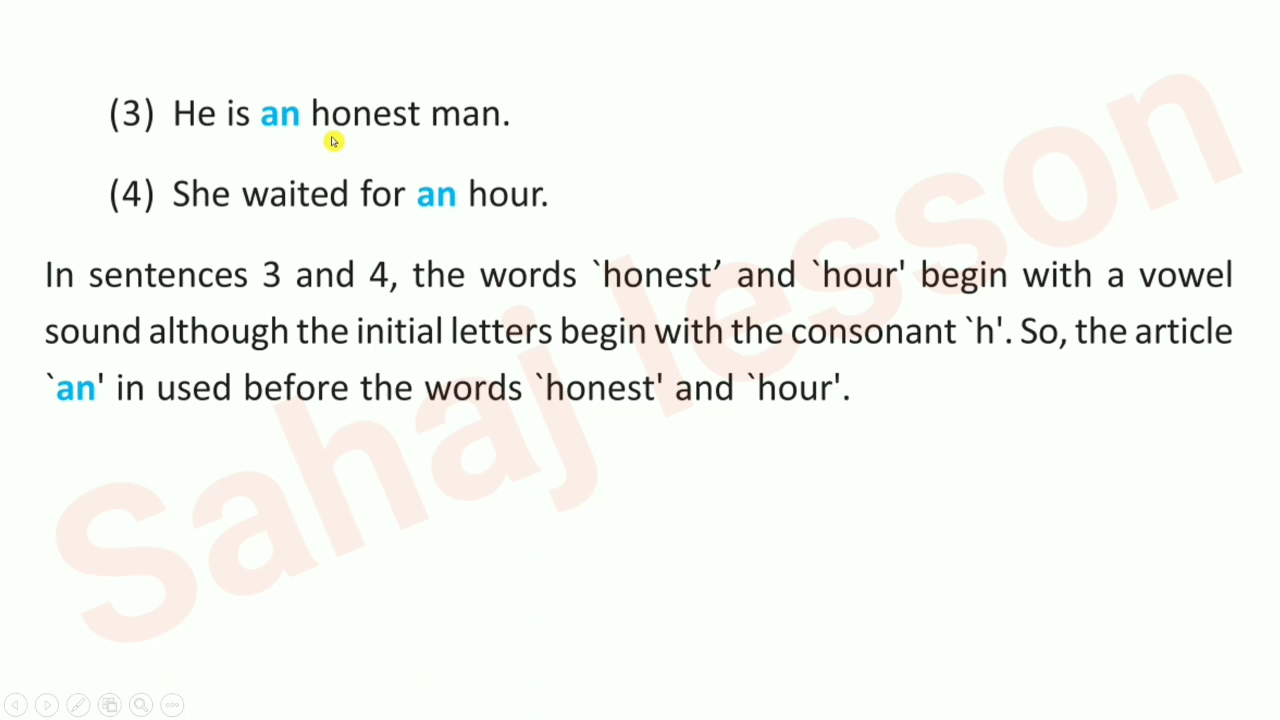 (3) He is an honest man.
(4) She waited for an hour.
In sentences 3 and 4, the words `honest’ and `hour' begin with a vowel
sound although the initial letters begin with the consonant `h'. So, the article
`an' in used before the words `honest' and `hour'.
Sahaj lesson